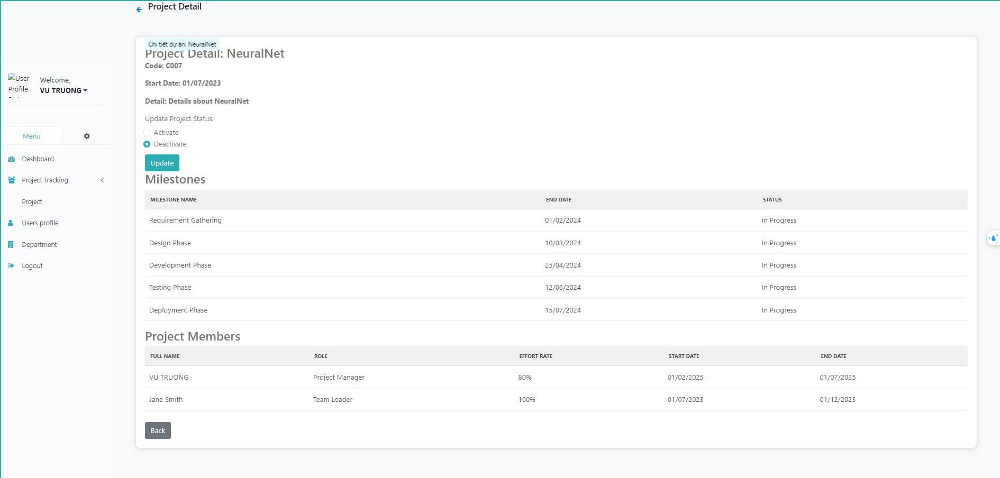 Project Detail
Chi tiết dự án: NeuralNet
Project Detail: NeuralNet
Code: C007
Start Date: 01/07/2023
Detail: Details about NeuralNet
Update Project Status:
Activate
Deactivate
Update
User
Profile
Welcome,
VU TRUONG
Menu
Dashboard
Project Tracking
Project
Users profile
Department
Logout
Milestones
MILESTONE NAME END DATE STATUS
Requirement Gathering 01/02/2024 In Progress
Design Phase 10/03/2024 In Progress
Development Phase 25/04/2024 In Progress
Testing Phase 12/06/2024 In Progress
Deployment Phase 15/07/2024 In Progress
Project Members
FULL NAME ROLE EFFORT RATE START DATE END DATE
VU TRUONG Project Manager 80% 01/02/2025 01/07/2025
Jane Smith Team Leader 100% 01/07/2023 01/12/2023
Back